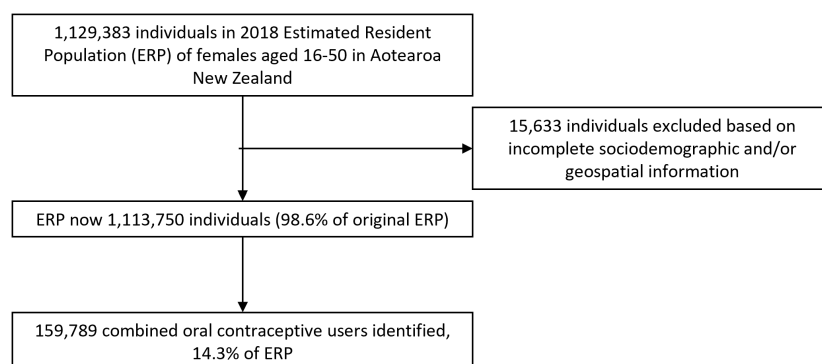 1,129,383 individuals in 2018 Estimated Resident
Population (ERP) of females aged 16-50 in Aotearoa
New Zealand
15,633 individuals excluded based on
incomplete sociodemographic and/or
geospatial information
ERP now 1,113,750 individuals (98.6% of original ERP)
159,789 combined oral contraceptive users identified,
14.3% of ERP